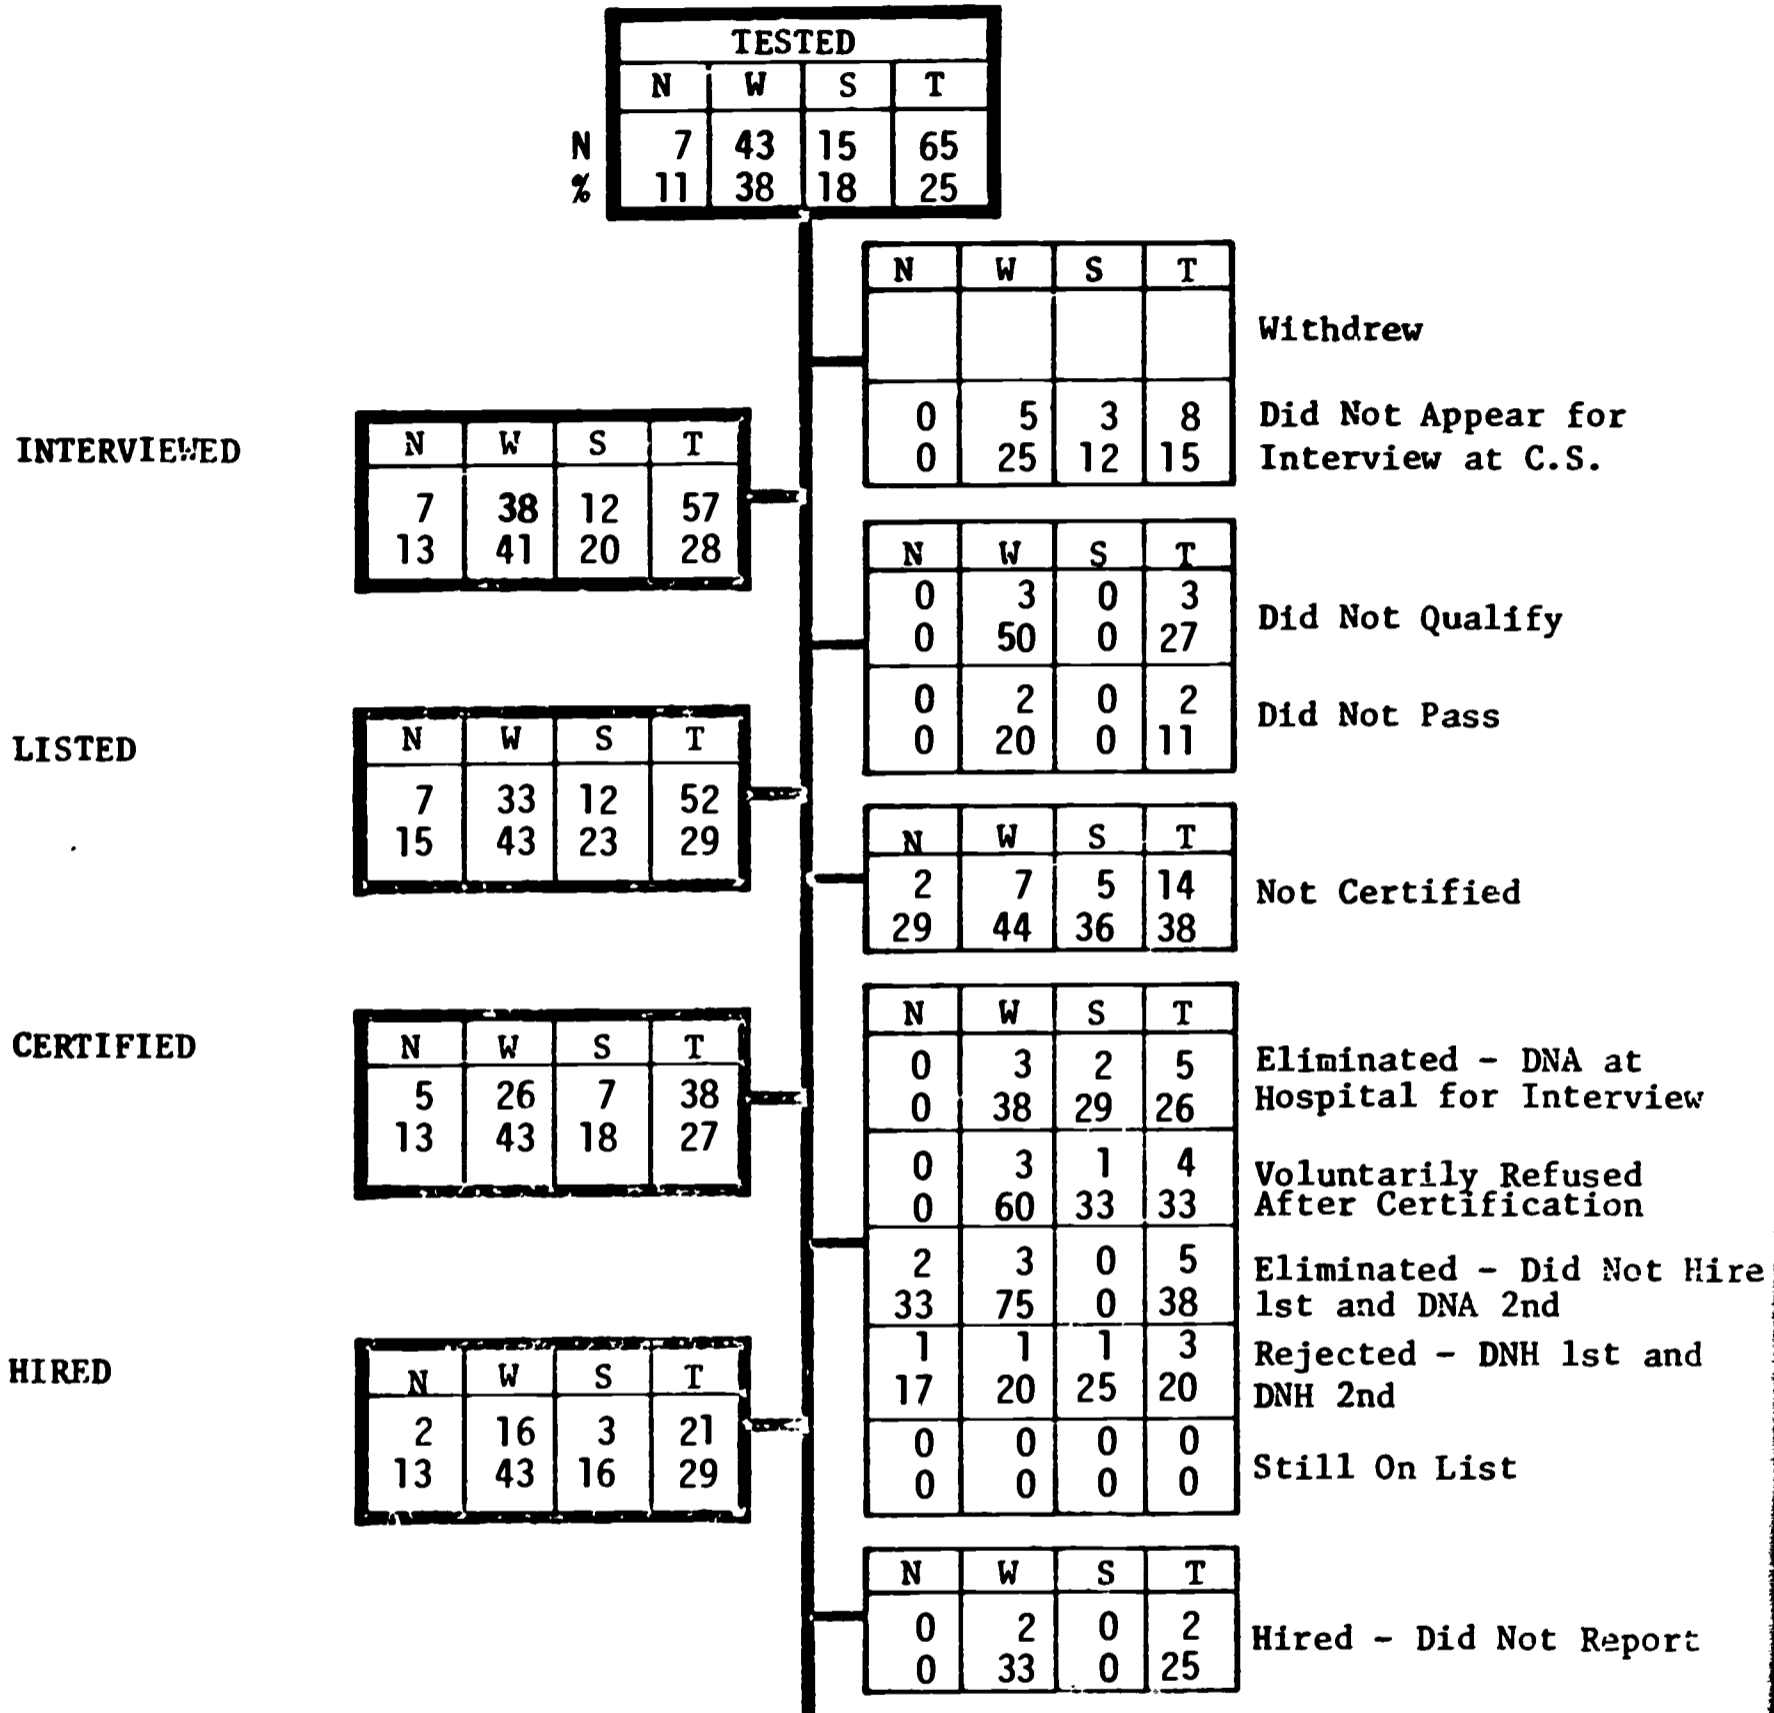 TESTED
N W S T
N 7 43 15 65
% 11 38 18 25
N W S T
Withdrew
0 5 3 8 Did Not Appear for
0 25 12 15 Interview at C.S.
INTERVIEWED
N W S T
7 38 12 57
13 41 20 28
N W S T
0 3 0 3
0 50 0 27
Did Not Qualify
0 2 0 2
0 20 0 11
Did Not Pass
LISTED
N W S T
7 33 12 52
15 43 23 29
N W S T
2 7 5 14
29 44 36 38
Not Certified
CERTIFIED
N W S T
5 26 7 38
13 43 18 27
N W S T
0 3 2 5 Eliminated - DNA at
0 38 29 26 Hospital for Interview
0 3 1 4 Voluntarily Refused
0 60 33 33 After Certification
2 3 0 5 Eliminated - Did Not Hire
33 75 0 38 1st and DNA 2nd
1 1 1 3 Rejected - DNH 1st and
17 20 25 20 DNH 2nd
0 0 0 0
0 0 0 0
Still On List
HIRED
N W S T
2 16 3 21
13 43 16 29
N W S T
0 2 0 2
0 33 0 25
Hired - Did Not Report